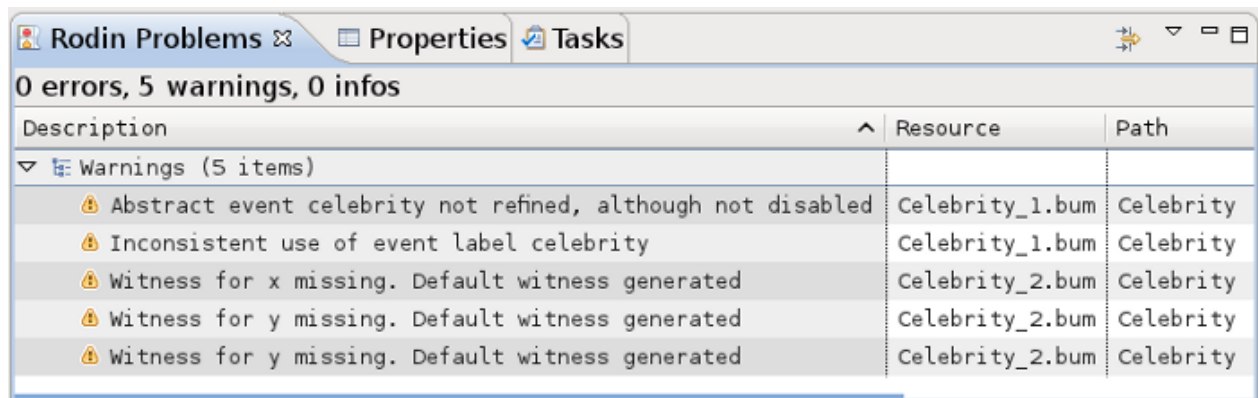 Rodin Problems Properties Tasks
0 errors, 5 warnings, 0 infos
Description Resource Path
Warnings (5 items)
Abstract event celebrity not refined, although not disabled Celebrity_1.bum Celebrity
Inconsistent use of event label celebrity Celebrity_1.bum Celebrity
Witness for x missing. Default witness generated Celebrity_2.bum Celebrity
Witness for y missing. Default witness generated Celebrity_2.bum Celebrity
Witness for y missing. Default witness generated Celebrity_2.bum Celebrity